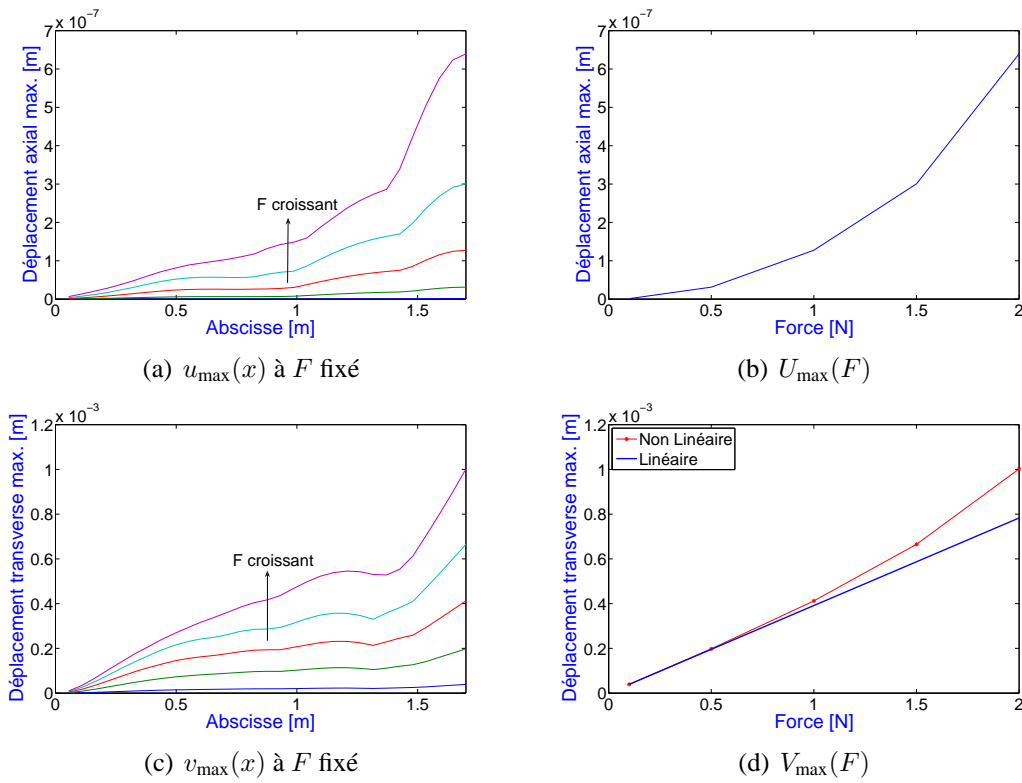 x 10⁻⁷
7
6
5
4
3
2
1
0
0
0.5
1
1.5
Déplacement axial max. [m]
Abscisse [m]
F croissant
(a) u_max(x) à F fixé
x 10⁻⁷
7
6
5
4
3
2
1
0
0
0.5
1
1.5
2
Déplacement axial max. [m]
Force [N]
(b) U_max(F)
x 10⁻³
1.2
1
0.8
0.6
0.4
0.2
0
0
0.5
1
1.5
Déplacement transverse max. [m]
Abscisse [m]
F croissant
(c) v_max(x) à F fixé
x 10⁻³
1.2
1
0.8
0.6
0.4
0.2
0
0
0.5
1
1.5
2
Déplacement transverse max. [m]
Force [N]
Non Linéaire
Linéaire
(d) V_max(F)